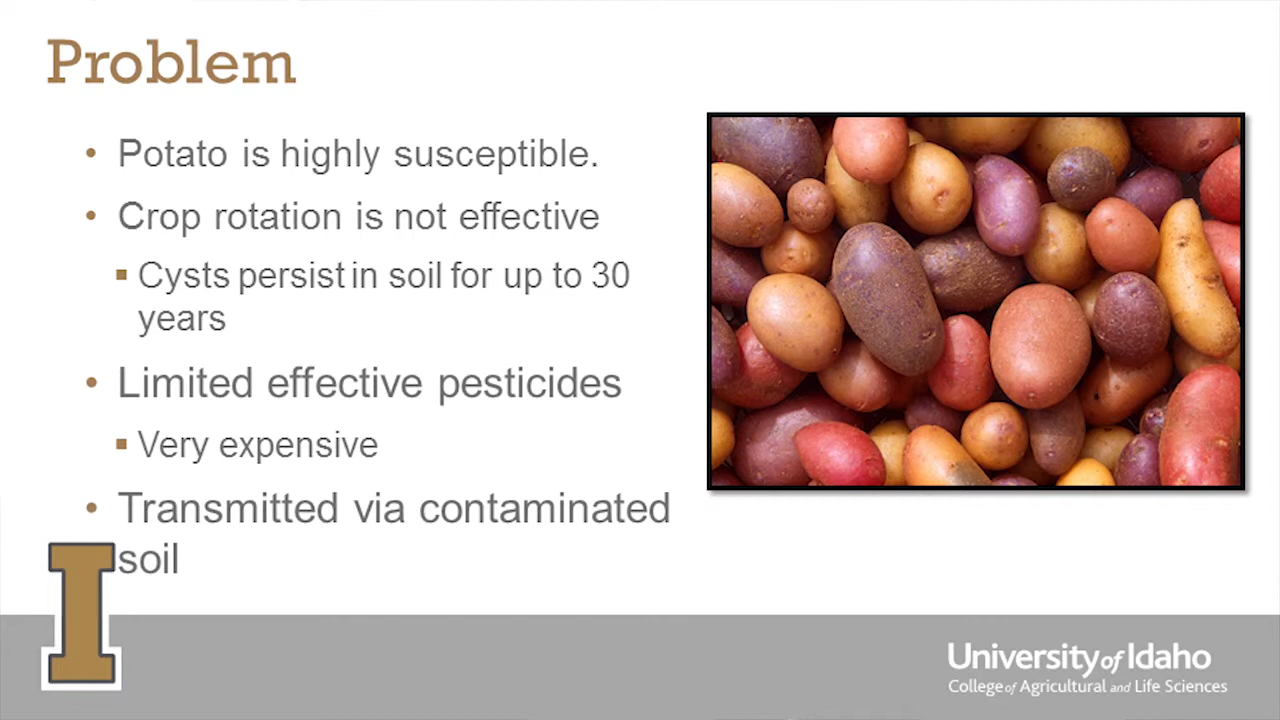 Problem
• Potato is highly susceptible.
• Crop rotation is not effective
▪ Cysts persist in soil for up to 30
years
• Limited effective pesticides
▪ Very expensive
• Transmitted via contaminated
soil
I
University of Idaho
College of Agricultural and Life Sciences